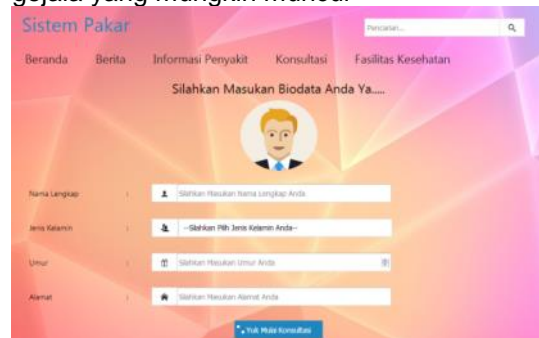 gejala yang mungkin muncul
Sistem Pakar
Pencarian...
Beranda Berita Informasi Penyakit Konsultasi Fasilitas Kesehatan
Silahkan Masukan Biodata Anda Ya.....
Nama Lengkap : Silahkan Masukan Nama Lengkap Anda
Jenis Kelamin : --Silahkan Pilih Jenis Kelamin Anda--
Umur : Silahkan Masukan Umur Anda
Alamat : Silahkan Masukan Alamat Anda
Yuk Mulai Konsultasi